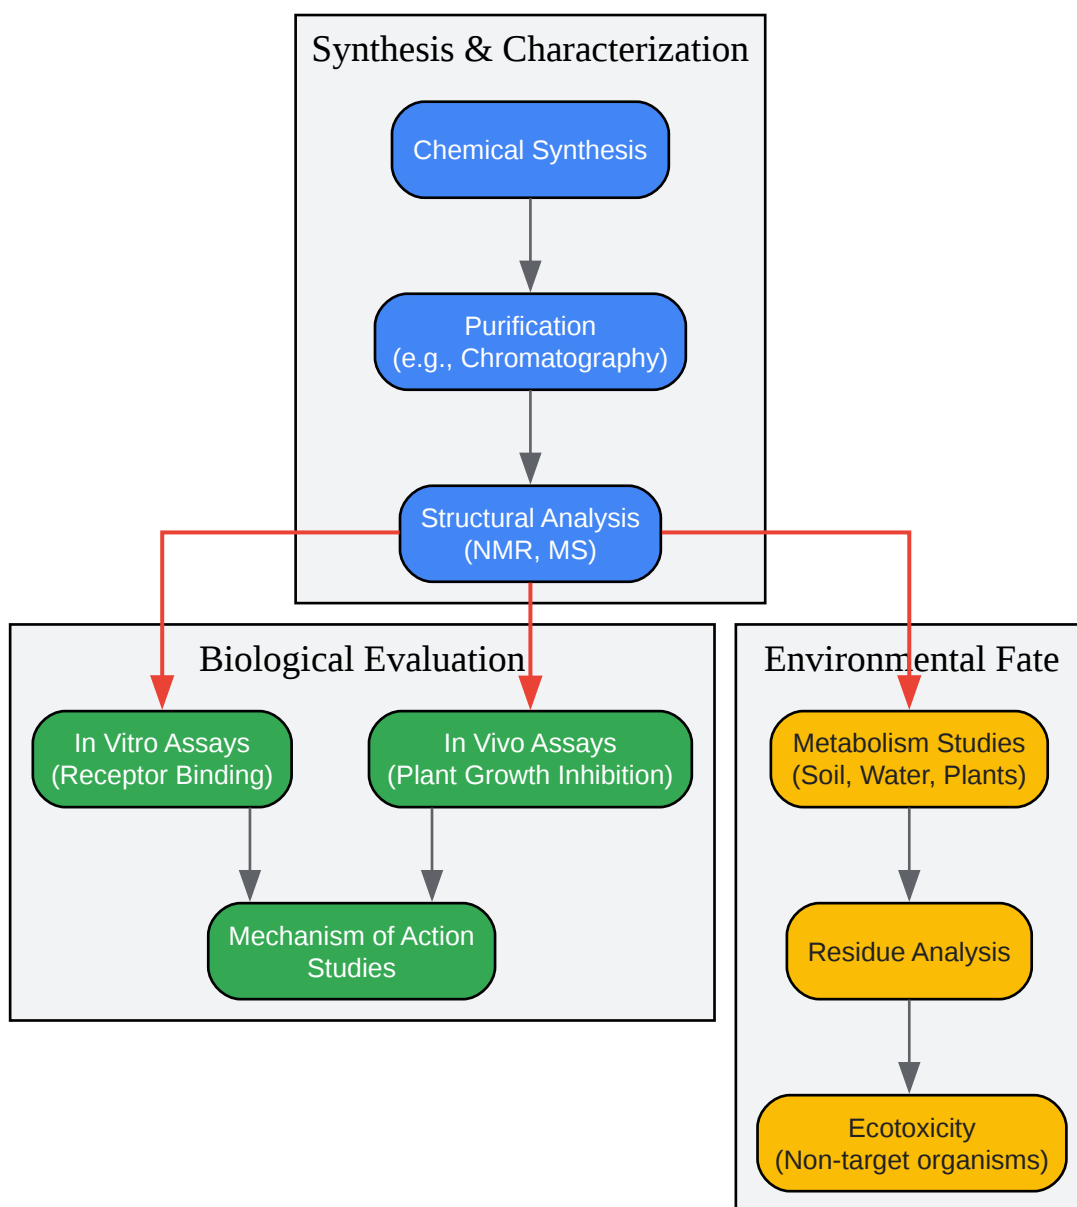 Synthesis & Characterization
Chemical Synthesis
Purification
(e.g., Chromatography)
Structural Analysis
(NMR, MS)
Biological Evaluation
In Vitro Assays
(Receptor Binding)
In Vivo Assays
(Plant Growth Inhibition)
Mechanism of Action
Studies
Environmental Fate
Metabolism Studies
(Soil, Water, Plants)
Residue Analysis
Ecotoxicity
(Non-target organisms)